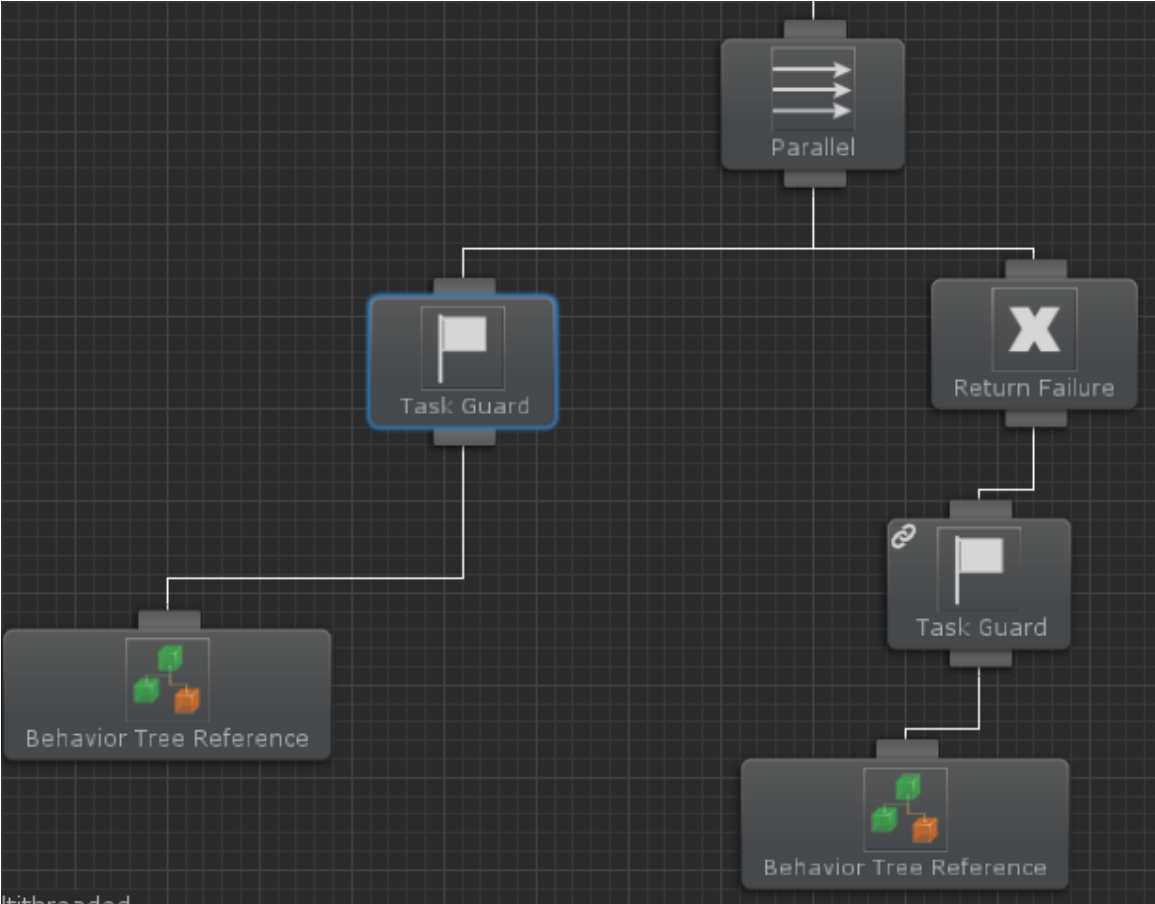 Parallel
Task Guard
Return Failure
Task Guard
Behavior Tree Reference
Behavior Tree Reference